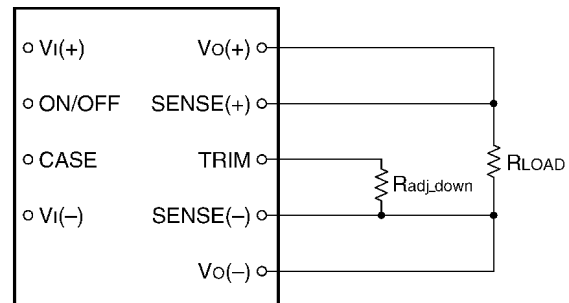 VI(+) VO(+)
ON/OFF SENSE(+)
CASE TRIM
RLOAD
Radj_down
VI(–) SENSE(–)
VO(–)